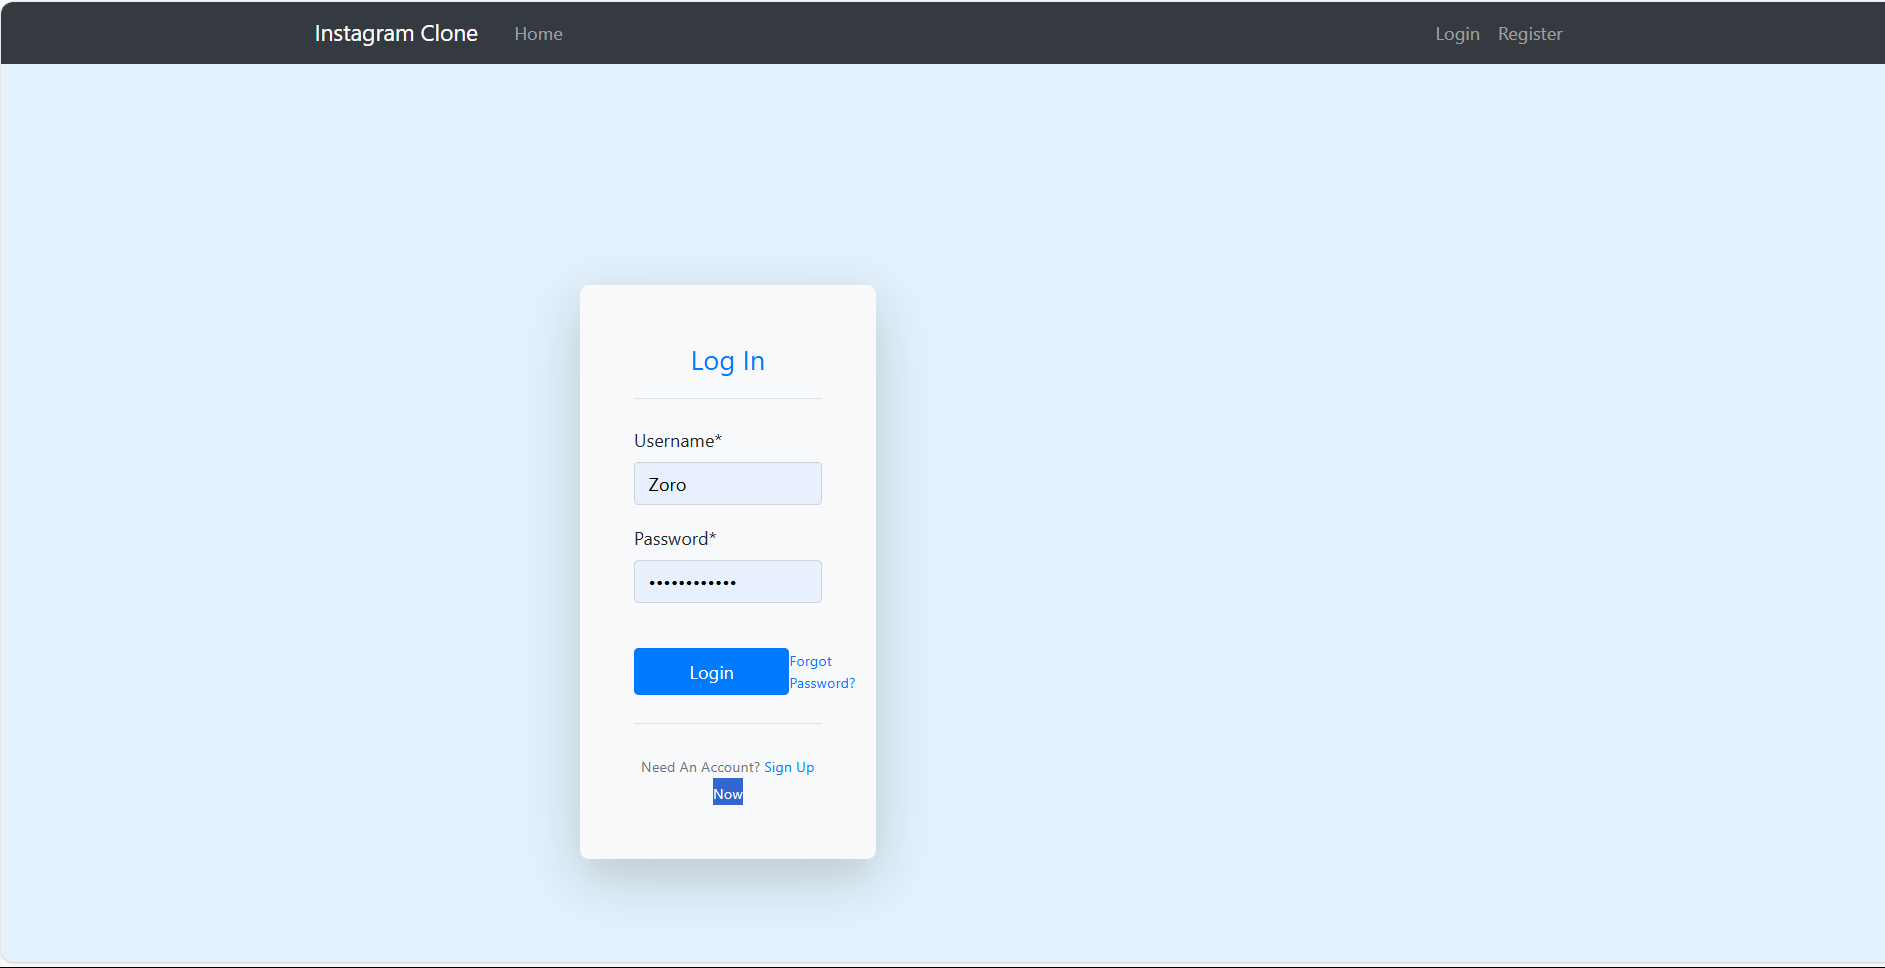 Instagram Clone Home Login Register
Log In
Username*
Zoro
Password*
••••••••••••
Login
Forgot
Password?
Need An Account? Sign Up
Now